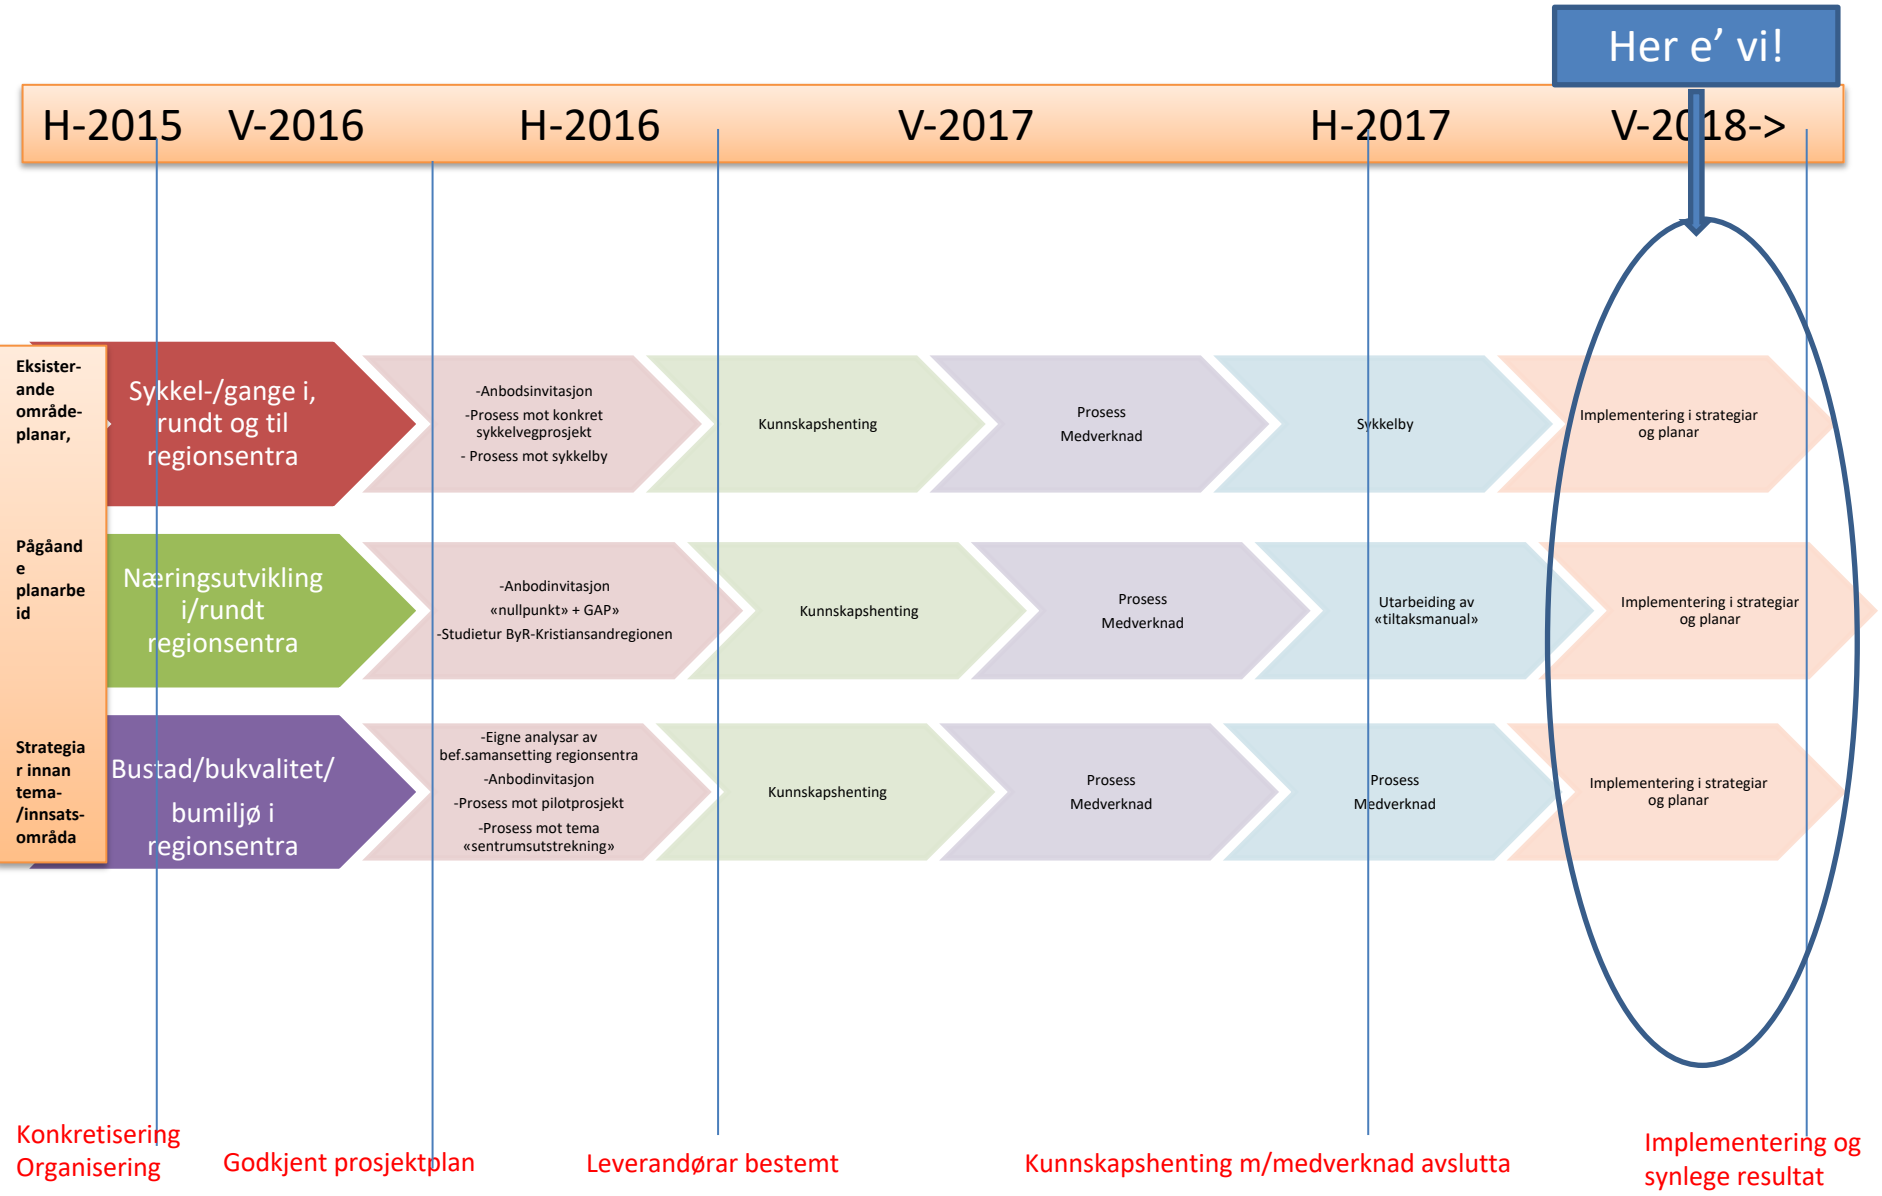 Her e’ vi!
H-2015 V-2016 H-2016 V-2017 H-2017 V-2018->
Eksister-
ande
område-
planar,
Pågåand
e
planarbe
id
Strategia
r innan
tema-
/innsats-
områda
Sykkel-/gange i,
rundt og til
regionsentra
-Anbodsinvitasjon
-Prosess mot konkret
sykkelvegprosjekt
- Prosess mot sykkelby
Kunnskapshenting
Prosess
Medverknad
Sykkelby
Implementering i strategiar
og planar
Næringsutvikling
i/rundt
regionsentra
-Anbodinvitasjon
«nullpunkt» + GAP»
-Studietur ByR-Kristiansandregionen
Kunnskapshenting
Prosess
Medverknad
Utarbeiding av
«tiltaksmanual»
Implementering i strategiar
og planar
Bustad/bukvalitet/
bumiljø i
regionsentra
-Eigne analysar av
bef.samansetting regionsentra
-Anbodinvitasjon
-Prosess mot pilotprosjekt
-Prosess mot tema
«sentrumsutstrekning»
Kunnskapshenting
Prosess
Medverknad
Prosess
Medverknad
Implementering i strategiar
og planar
Konkretisering
Organisering
Godkjent prosjektplan
Leverandørar bestemt
Kunnskapshenting m/medverknad avslutta
Implementering og
synlege resultat